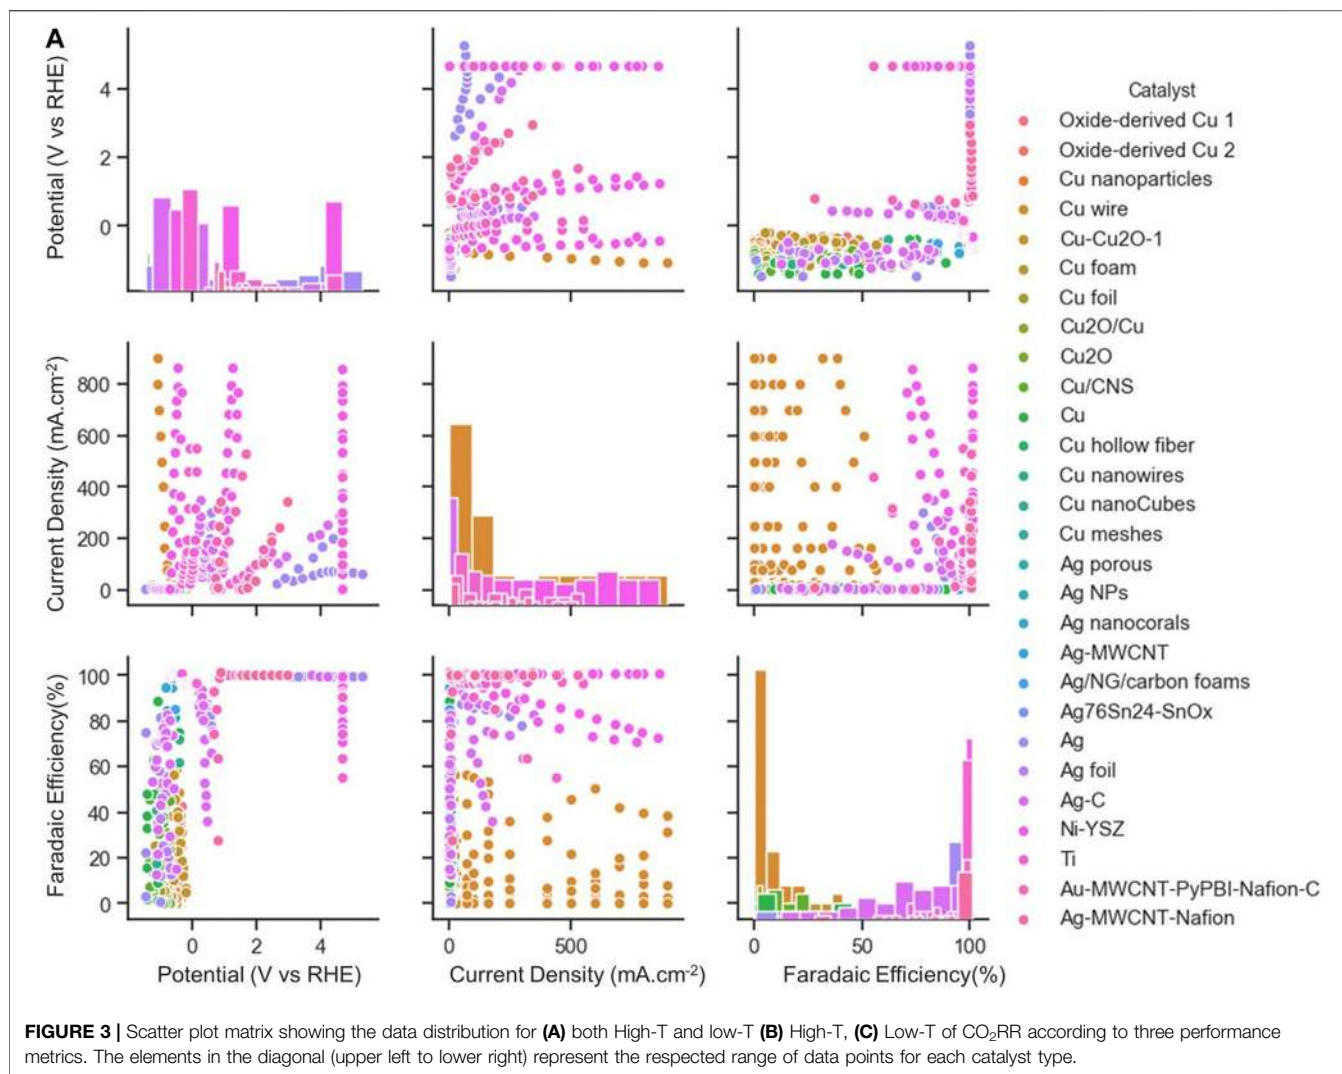 A
Potential (V vs RHE)
4
2
0
Current Density (mA.cm-2)
800
600
400
200
0
Faradaic Efficiency(%)
100
80
60
40
20
0
0 2 4
Potential (V vs RHE)
0 500
Current Density (mA.cm-2)
0 50 100
Faradaic Efficiency(%)
Catalyst
Oxide-derived Cu 1
Oxide-derived Cu 2
Cu nanoparticles
Cu wire
Cu-Cu2O-1
Cu foam
Cu foil
Cu2O/Cu
Cu2O
Cu/CNS
Cu
Cu hollow fiber
Cu nanowires
Cu nanoCubes
Cu meshes
Ag porous
Ag NPs
Ag nanocorals
Ag-MWCNT
Ag/NG/carbon foams
Ag76Sn24-SnOx
Ag
Ag foil
Ag-C
Ni-YSZ
Ti
Au-MWCNT-PyPBI-Nafion-C
Ag-MWCNT-Nafion
FIGURE 3 | Scatter plot matrix showing the data distribution for (A) both High-T and low-T (B) High-T, (C) Low-T of CO₂RR according to three performance
metrics. The elements in the diagonal (upper left to lower right) represent the respected range of data points for each catalyst type.